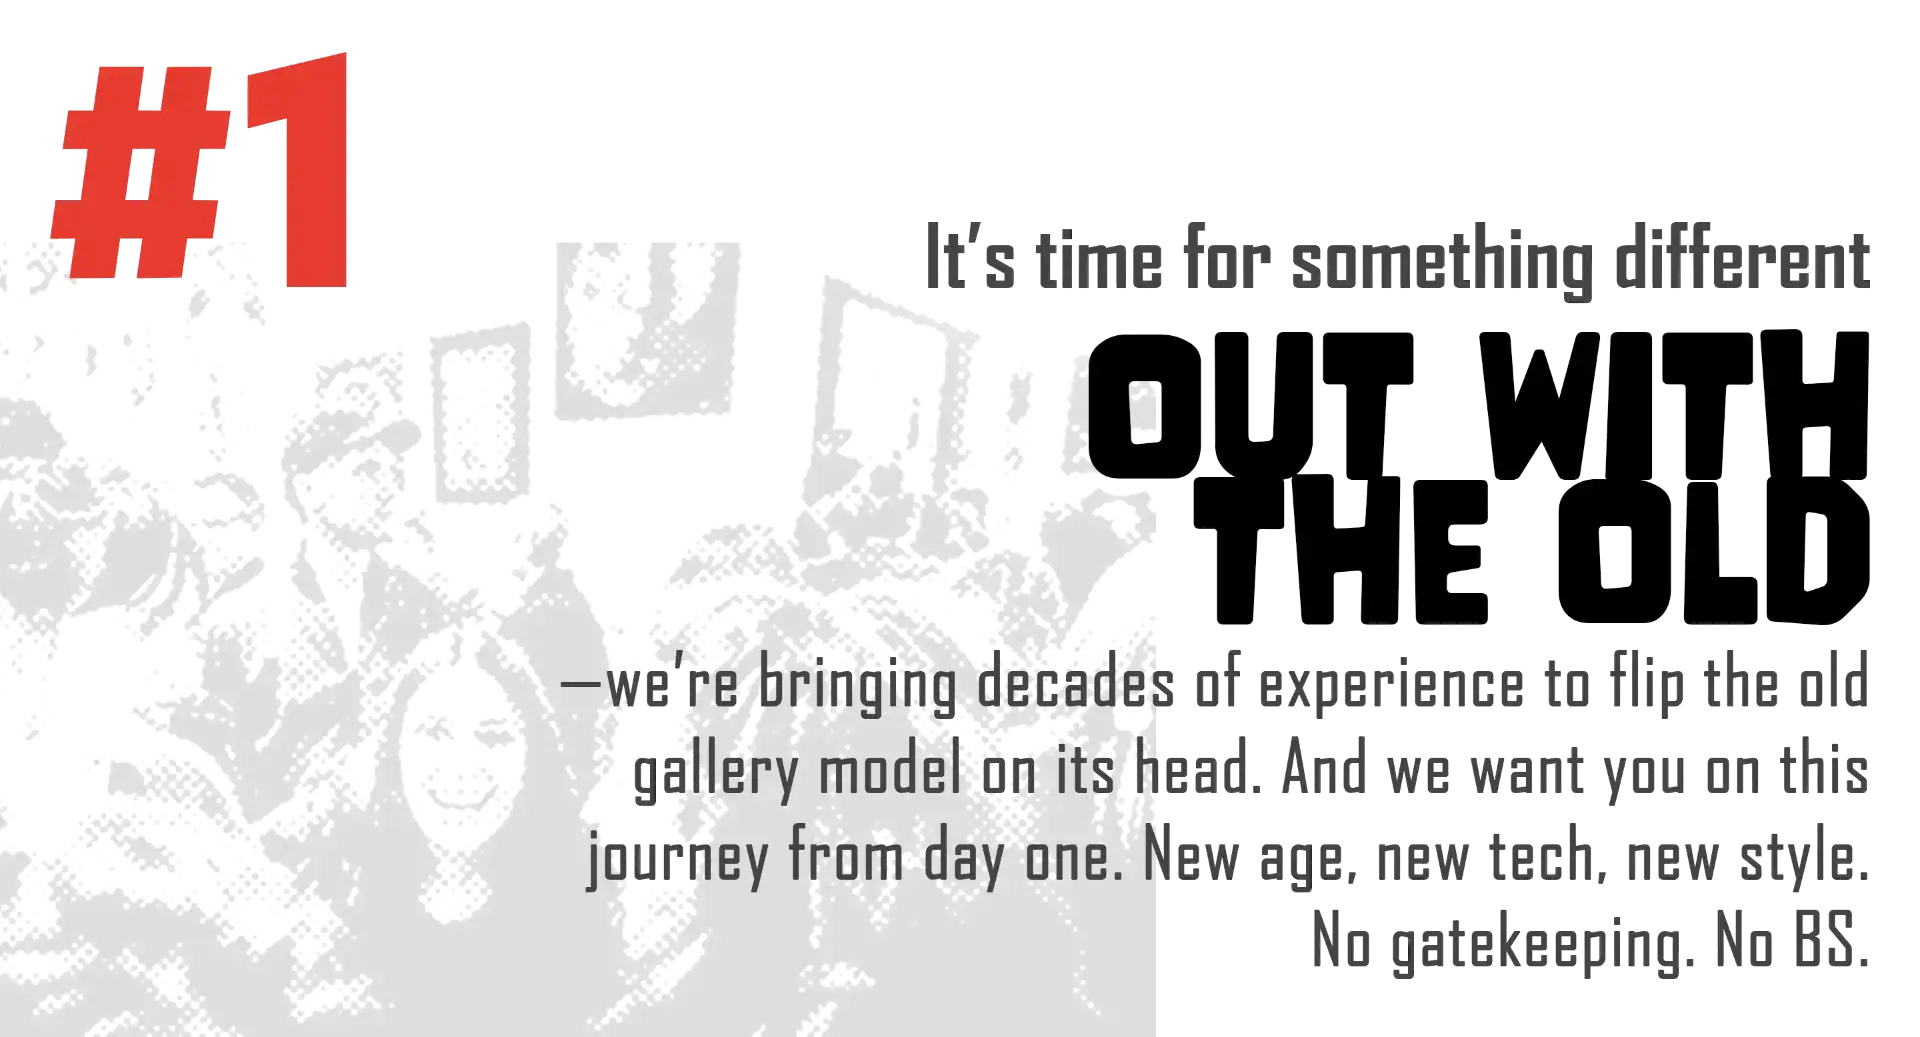 #1
It’s time for something different
OUT WITH
THE OLD
—we’re bringing decades of experience to flip the old
gallery model on its head. And we want you on this
journey from day one. New age, new tech, new style.
No gatekeeping. No BS.